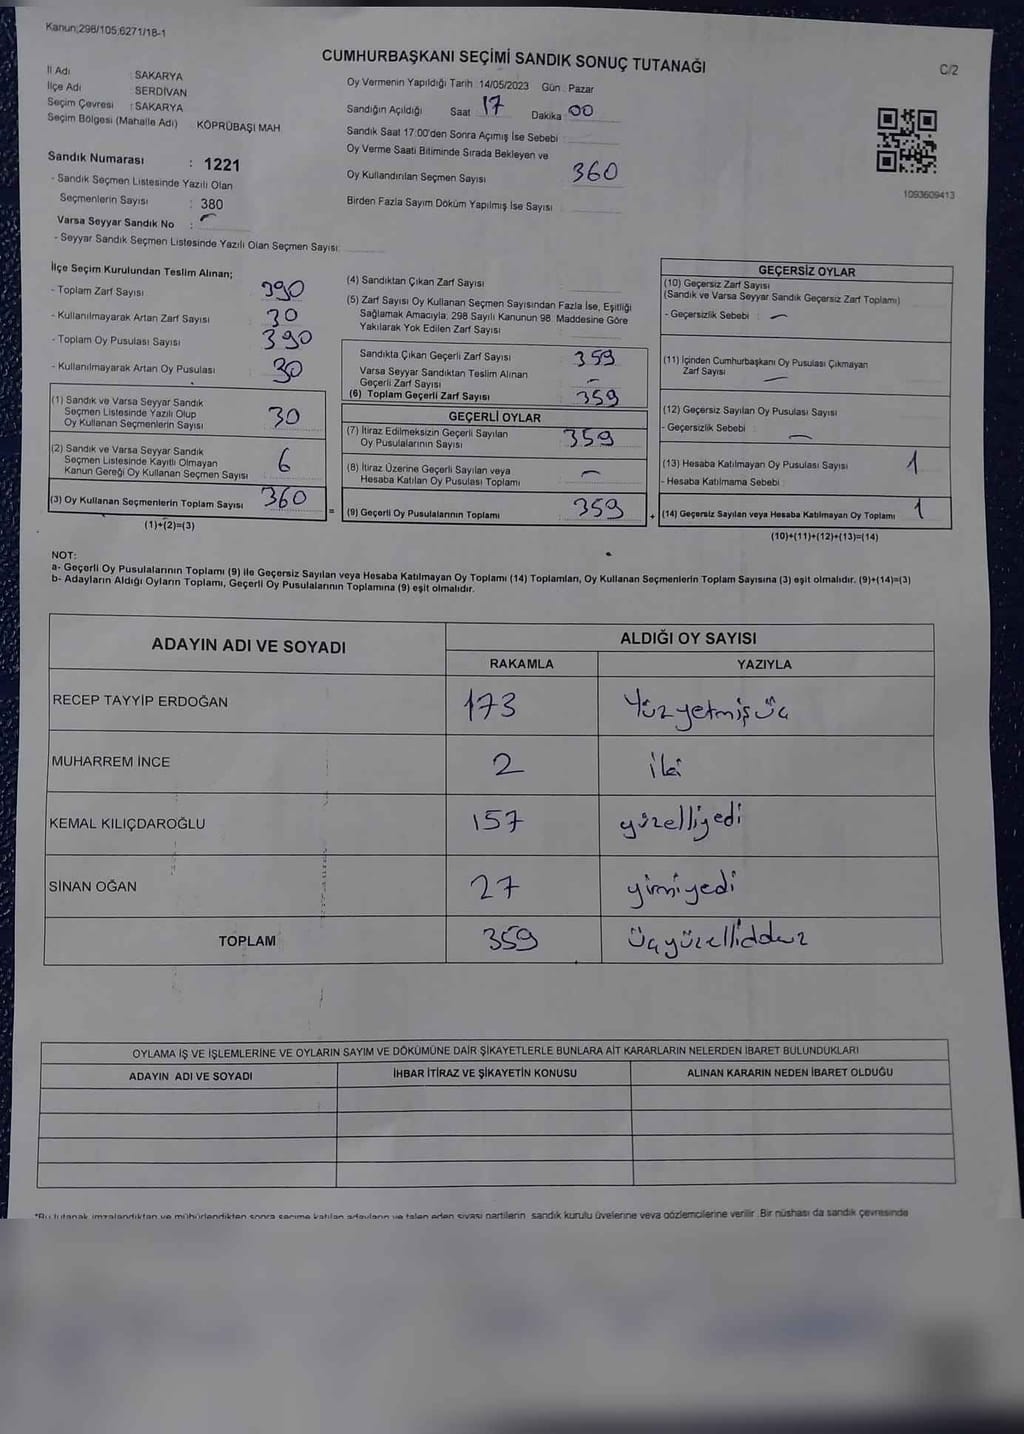 Kanun;298/105;6271/18-1
CUMHURBAŞKANI SEÇİMİ SANDIK SONUÇ TUTANAĞI
C/2
İl Adı : SAKARYA
İlçe Adı : SERDİVAN
Seçim Çevresi : SAKARYA
Seçim Bölgesi (Mahalle Adı) KÖPRÜBAŞI MAH
Sandık Numarası : 1221
- Sandık Seçmen Listesinde Yazılı Olan
Seçmenlerin Sayısı : 380
Varsa Seyyar Sandık No : -
- Seyyar Sandık Seçmen Listesinde Yazılı Olan Seçmen Sayısı:
Oy Vermenin Yapıldığı Tarih 14/05/2023 Gün : Pazar
Sandığın Açıldığı Saat 17 Dakika 00
Sandık Saat 17:00'den Sonra Açımış İse Sebebi :
Oy Verme Saati Bitiminde Sırada Bekleyen ve
Oy Kullandırılan Seçmen Sayısı 360
Birden Fazla Sayım Döküm Yapılmış İse Sayısı :
1093609413
İlçe Seçim Kurulundan Teslim Alınan;
- Toplam Zarf Sayısı 390
- Kullanılmayarak Artan Zarf Sayısı 30
- Toplam Oy Pusulası Sayısı 390
- Kullanılmayarak Artan Oy Pusulası 30
(1) Sandık ve Varsa Seyyar Sandık
Seçmen Listesinde Yazılı Olup
Oy Kullanan Seçmenlerin Sayısı 30
(2) Sandık ve Varsa Seyyar Sandık
Seçmen Listesinde Kayıtlı Olmayan
Kanun Gereği Oy Kullanan Seçmen Sayısı 6
(3) Oy Kullanan Seçmenlerin Toplam Sayısı 360
(1)+(2)=(3)
=
(4) Sandıktan Çıkan Zarf Sayısı
(5) Zarf Sayısı Oy Kullanan Seçmen Sayısından Fazla İse, Eşitliği
Sağlamak Amacıyla, 298 Sayılı Kanunun 98. Maddesine Göre
Yakılarak Yok Edilen Zarf Sayısı
Sandıkta Çıkan Geçerli Zarf Sayısı 359
Varsa Seyyar Sandıktan Teslim Alınan
Geçerli Zarf Sayısı -
(6) Toplam Geçerli Zarf Sayısı 359
GEÇERLİ OYLAR
(7) İtiraz Edilmeksizin Geçerli Sayılan
Oy Pusulalarının Sayısı 359
(8) İtiraz Üzerine Geçerli Sayılan veya
Hesaba Katılan Oy Pusulası Toplamı -
(9) Geçerli Oy Pusulalarının Toplamı 359
+
GEÇERSİZ OYLAR
(10) Geçersiz Zarf Sayısı
(Sandık ve Varsa Seyyar Sandık Geçersiz Zarf Toplamı)
- Geçersizlik Sebebi : -
(11) İçinden Cumhurbaşkanı Oy Pusulası Çıkmayan
Zarf Sayısı -
(12) Geçersiz Sayılan Oy Pusulası Sayısı
- Geçersizlik Sebebi : -
(13) Hesaba Katılmayan Oy Pusulası Sayısı 1
- Hesaba Katılmama Sebebi :
(14) Geçersiz Sayılan veya Hesaba Katılmayan Oy Toplamı 1
(10)+(11)+(12)+(13)=(14)
NOT:
a- Geçerli Oy Pusulalarının Toplamı (9) ile Geçersiz Sayılan veya Hesaba Katılmayan Oy Toplamı (14) Toplamları, Oy Kullanan Seçmenlerin Toplam Sayısına (3) eşit olmalıdır. (9)+(14)=(3)
b- Adayların Aldığı Oyların Toplamı, Geçerli Oy Pusulalarının Toplamına (9) eşit olmalıdır.
ADAYIN ADI VE SOYADI ALDIĞI OY SAYISI
RAKAMLA YAZIYLA
RECEP TAYYİP ERDOĞAN 173 Yüzyetmişüç
MUHARREM İNCE 2 iki
KEMAL KILIÇDAROĞLU 157 yüzelliyedi
SİNAN OĞAN 27 yirmiyedi
TOPLAM 359
OYLAMA İŞ VE İŞLEMLERİNE VE OYLARIN SAYIM VE DÖKÜMÜNE DAİR ŞİKAYETLERLE BUNLARA AİT KARARLARIN NELERDEN İBARET BULUNDUKLARI
ADAYIN ADI VE SOYADI İHBAR İTİRAZ VE ŞİKAYETİN KONUSU ALINAN KARARIN NEDEN İBARET OLDUĞU
*Bu tutanak imzalandıktan ve mühürlendikten sonra seçime katılan adayların ve talep eden siyasi partilerin, sandık kurulu üyelerine veya gözlemcilerine verilir. Bir nüshası da sandık çevresinde